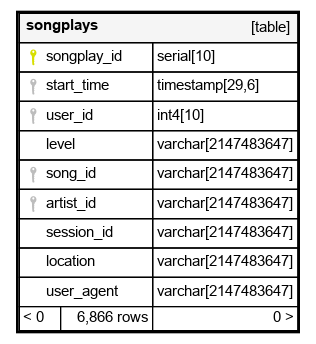 songplays [table]
songplay_id serial[10]
start_time timestamp[29,6]
user_id int4[10]
level varchar[2147483647]
song_id varchar[2147483647]
artist_id varchar[2147483647]
session_id varchar[2147483647]
location varchar[2147483647]
user_agent varchar[2147483647]
< 0 6,866 rows 0 >